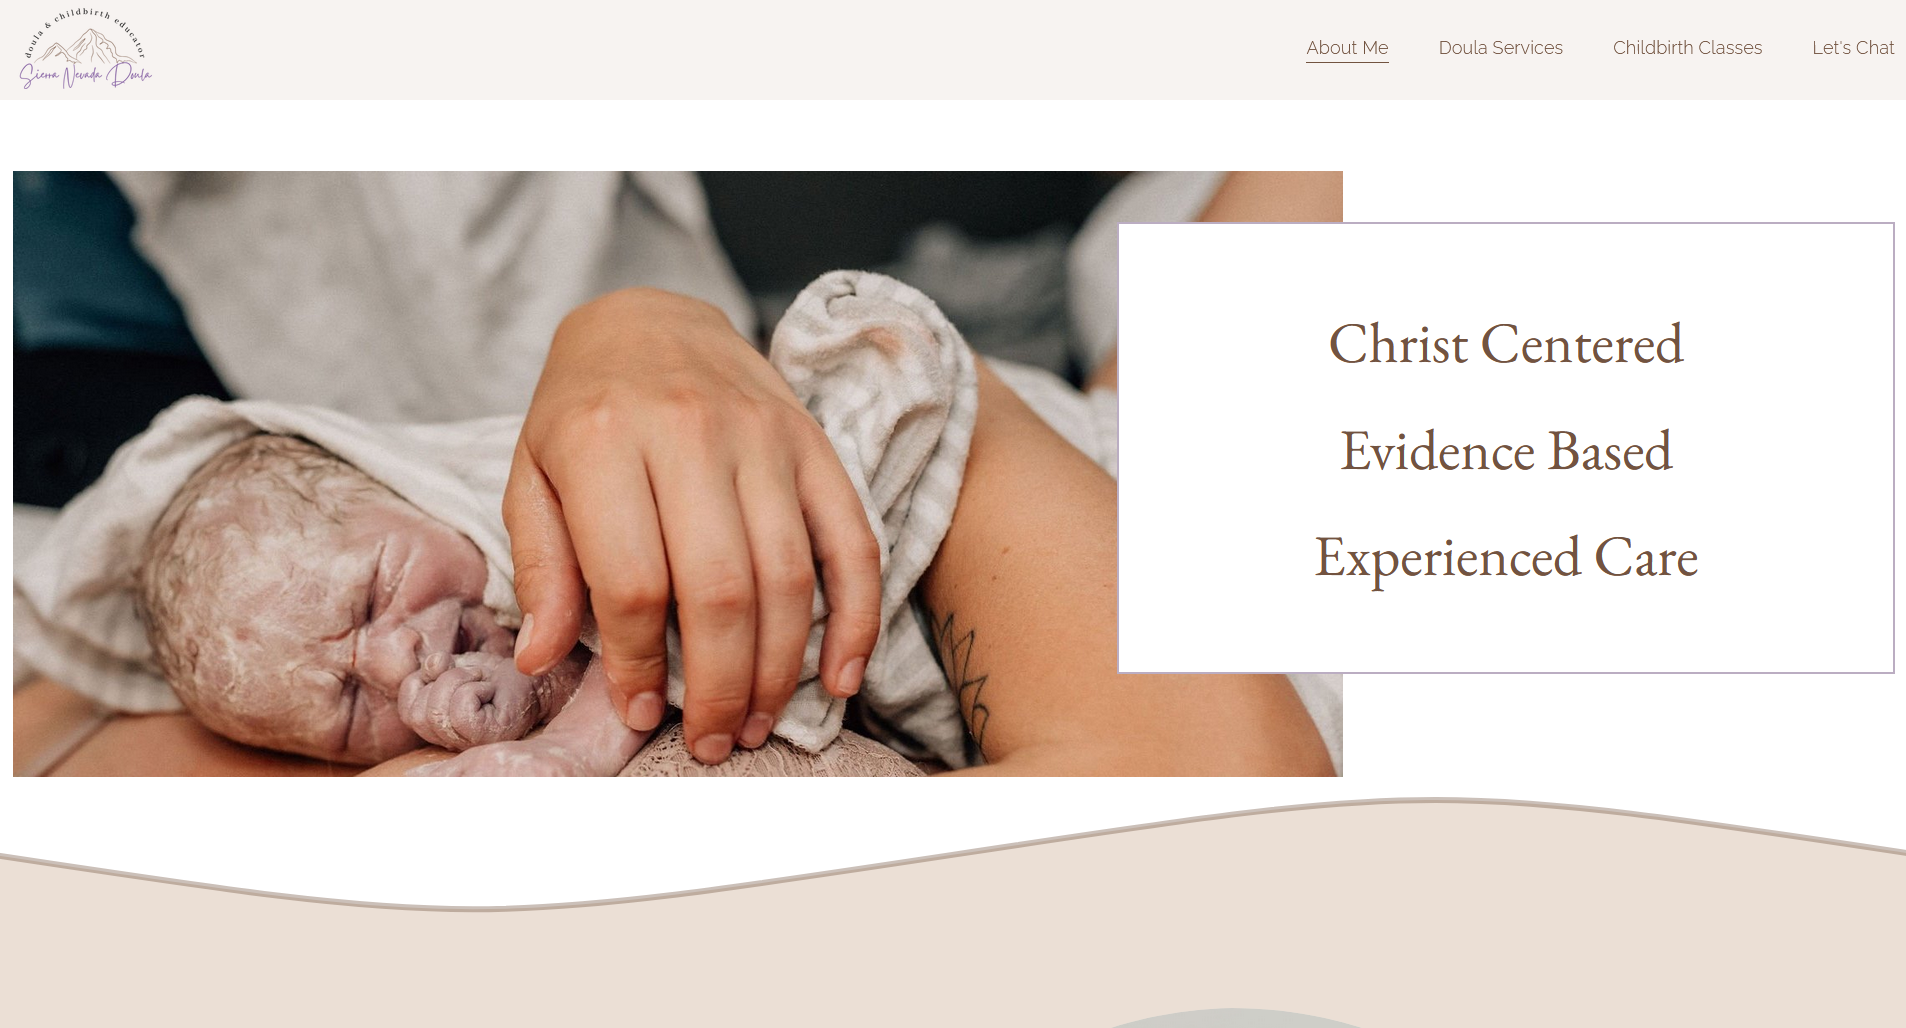 doula & childbirth educator
Sierra Nevada Doula
About Me
Doula Services
Childbirth Classes
Let's Chat
Christ Centered
Evidence Based
Experienced Care